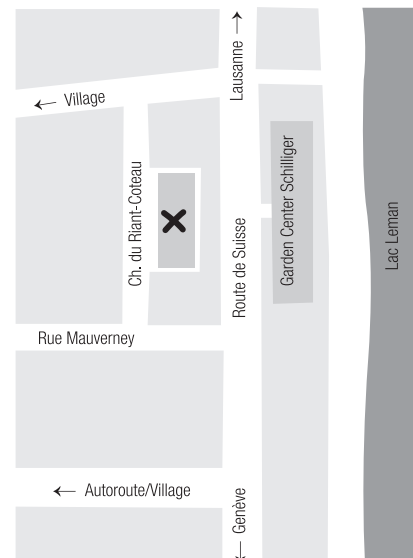 Lausanne →
← Village
Ch. du Riant-Coteau
Route de Suisse
Garden Center Schilliger
Lac Leman
Rue Mauverney
← Autoroute/Village
← Genève